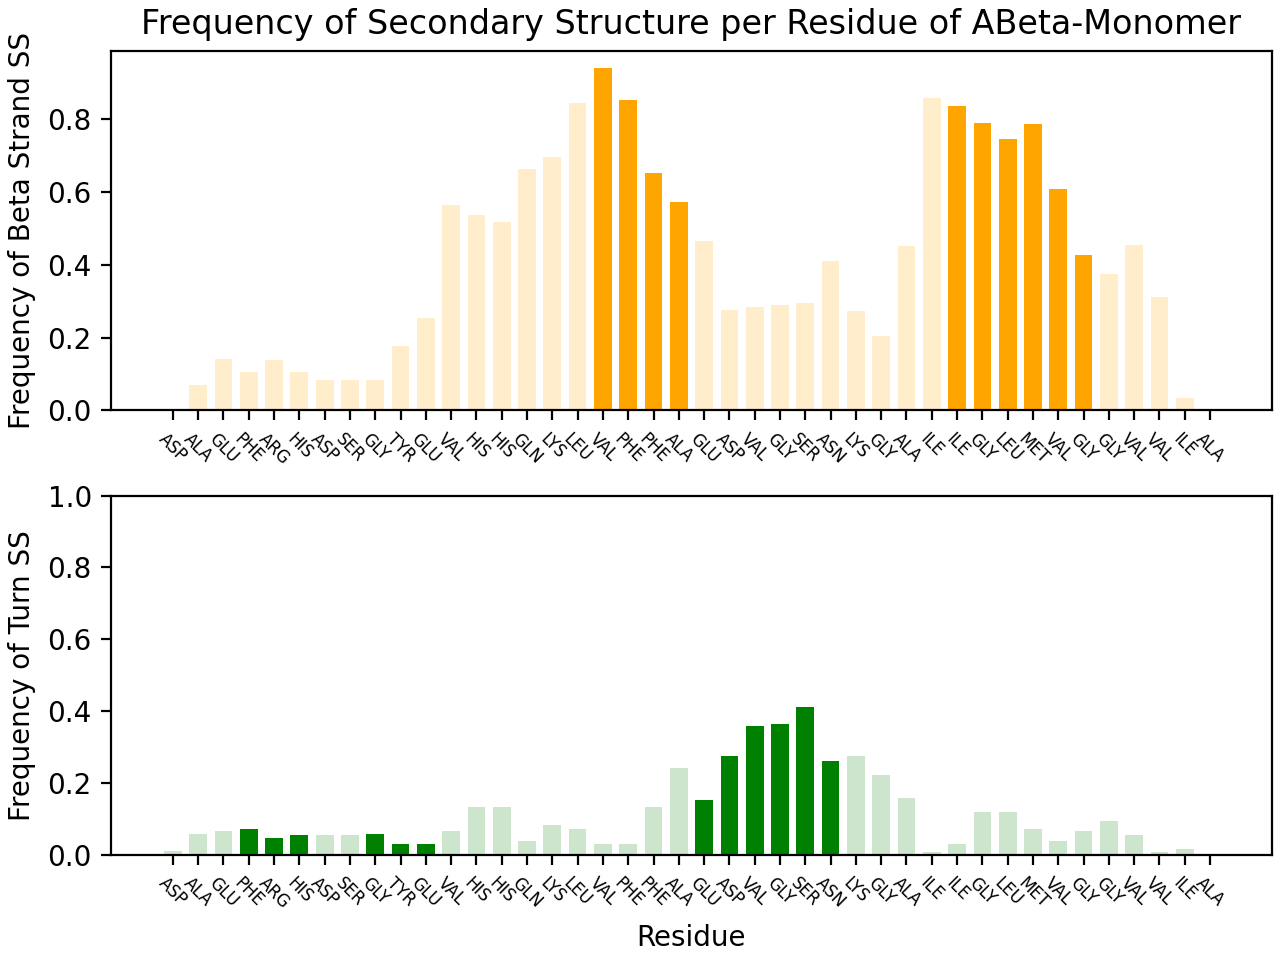 Frequency of Secondary Structure per Residue of ABeta-Monomer
Frequency of Beta Strand SS
0.8
0.6
0.4
0.2
0.0
ASP ALA GLU PHE ARG HIS ASP SER GLY TYR GLU VAL HIS HIS GLN LYS LEU VAL PHE PHE ALA GLU ASP VAL GLY SER ASN LYS GLY ALA ILE ILE GLY LEU MET VAL GLY GLY VAL VAL ILE ALA
Frequency of Turn SS
1.0
0.8
0.6
0.4
0.2
0.0
ASP ALA GLU PHE ARG HIS ASP SER GLY TYR GLU VAL HIS HIS GLN LYS LEU VAL PHE PHE ALA GLU ASP VAL GLY SER ASN LYS GLY ALA ILE ILE GLY LEU MET VAL GLY GLY VAL VAL ILE ALA
Residue